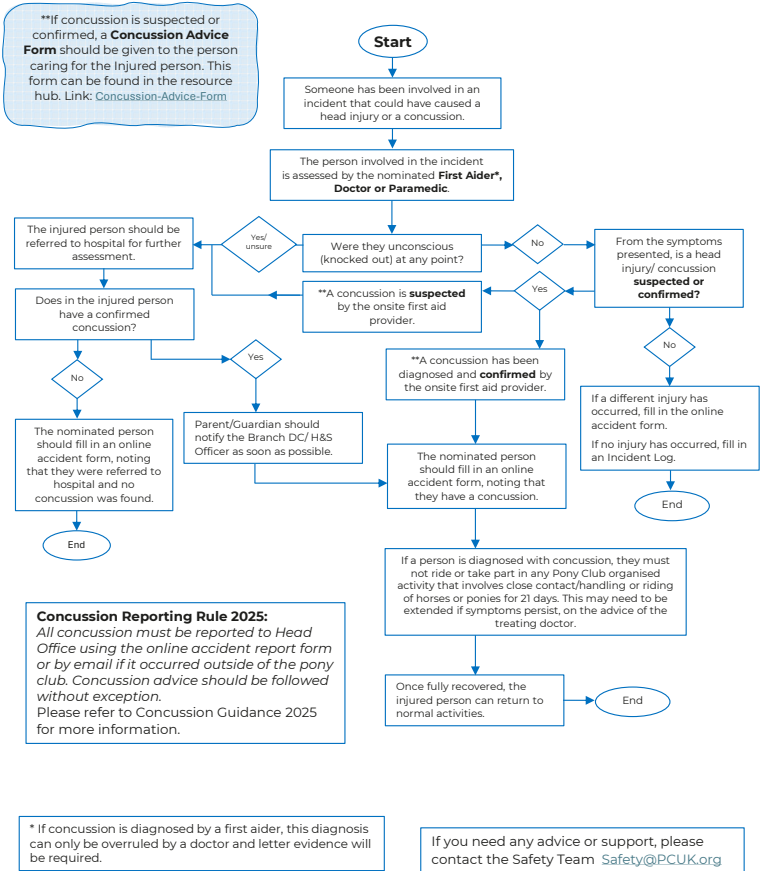 **If concussion is suspected or
confirmed, a Concussion Advice
Form should be given to the person
caring for the Injured person. This
form can be found in the resource
hub. Link: Concussion-Advice-Form
Start
Someone has been involved in an
incident that could have caused a
head injury or a concussion.
The person involved in the incident
is assessed by the nominated First Aider*,
Doctor or Paramedic.
Were they unconscious
(knocked out) at any point?
Yes/
unsure
No
The injured person should be
referred to hospital for further
assessment.
From the symptoms
presented, is a head
injury/ concussion
suspected or
confirmed?
Yes
**A concussion is suspected
by the onsite first aid
provider.
Does in the injured person
have a confirmed
concussion?
No
Yes
No
**A concussion has been
diagnosed and confirmed by
the onsite first aid provider.
If a different injury has
occurred, fill in the online
accident form.
If no injury has occurred, fill in
an Incident Log.
The nominated person
should fill in an online
accident form, noting
that they were referred to
hospital and no
concussion was found.
Parent/Guardian should
notify the Branch DC/ H&S
Officer as soon as possible.
The nominated person
should fill in an online
accident form, noting that
they have a concussion.
End
End
If a person is diagnosed with concussion, they must
not ride or take part in any Pony Club organised
activity that involves close contact/handling or riding
of horses or ponies for 21 days. This may need to be
extended if symptoms persist, on the advice of the
treating doctor.
Concussion Reporting Rule 2025:
All concussion must be reported to Head
Office using the online accident report form
or by email if it occurred outside of the pony
club. Concussion advice should be followed
without exception.
Please refer to Concussion Guidance 2025
for more information.
Once fully recovered, the
injured person can return to
normal activities.
End
* If concussion is diagnosed by a first aider, this diagnosis
can only be overruled by a doctor and letter evidence will
be required.
If you need any advice or support, please
contact the Safety Team Safety@PCUK.org